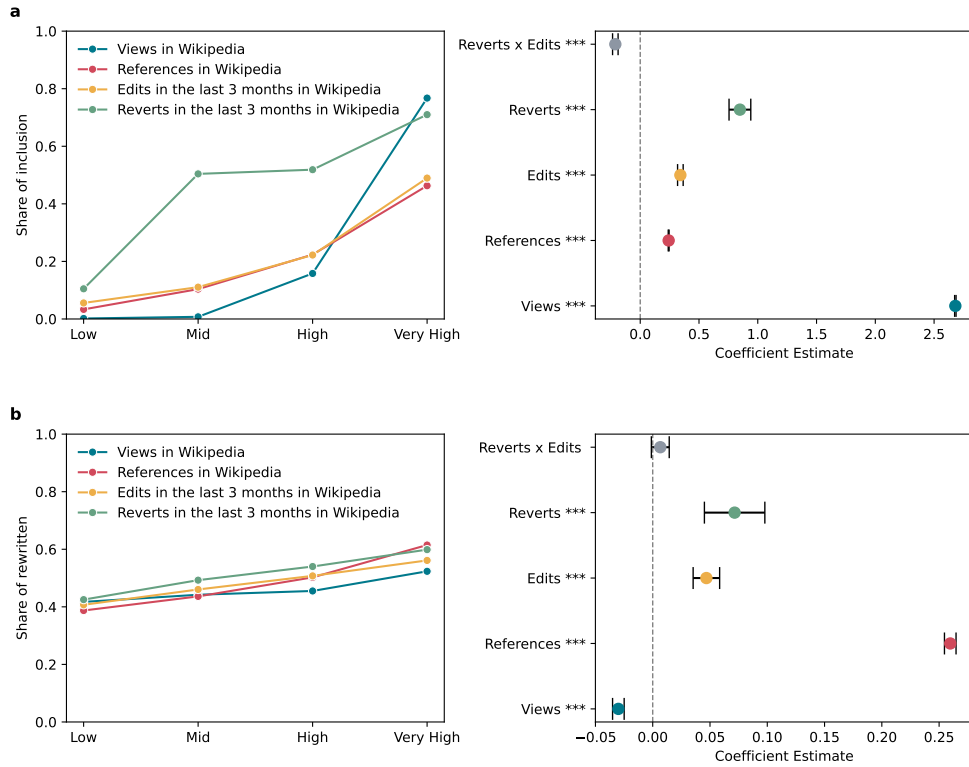 a
1.0
0.8
0.6
0.4
0.2
0.0
Share of inclusion
Views in Wikipedia
References in Wikipedia
Edits in the last 3 months in Wikipedia
Reverts in the last 3 months in Wikipedia
Low Mid High Very High
Reverts x Edits ***
Reverts ***
Edits ***
References ***
Views ***
0.0 0.5 1.0 1.5 2.0 2.5
Coefficient Estimate
b
1.0
0.8
0.6
0.4
0.2
0.0
Share of rewritten
Views in Wikipedia
References in Wikipedia
Edits in the last 3 months in Wikipedia
Reverts in the last 3 months in Wikipedia
Low Mid High Very High
Reverts x Edits
Reverts ***
Edits ***
References ***
Views ***
−0.05 0.00 0.05 0.10 0.15 0.20 0.25
Coefficient Estimate